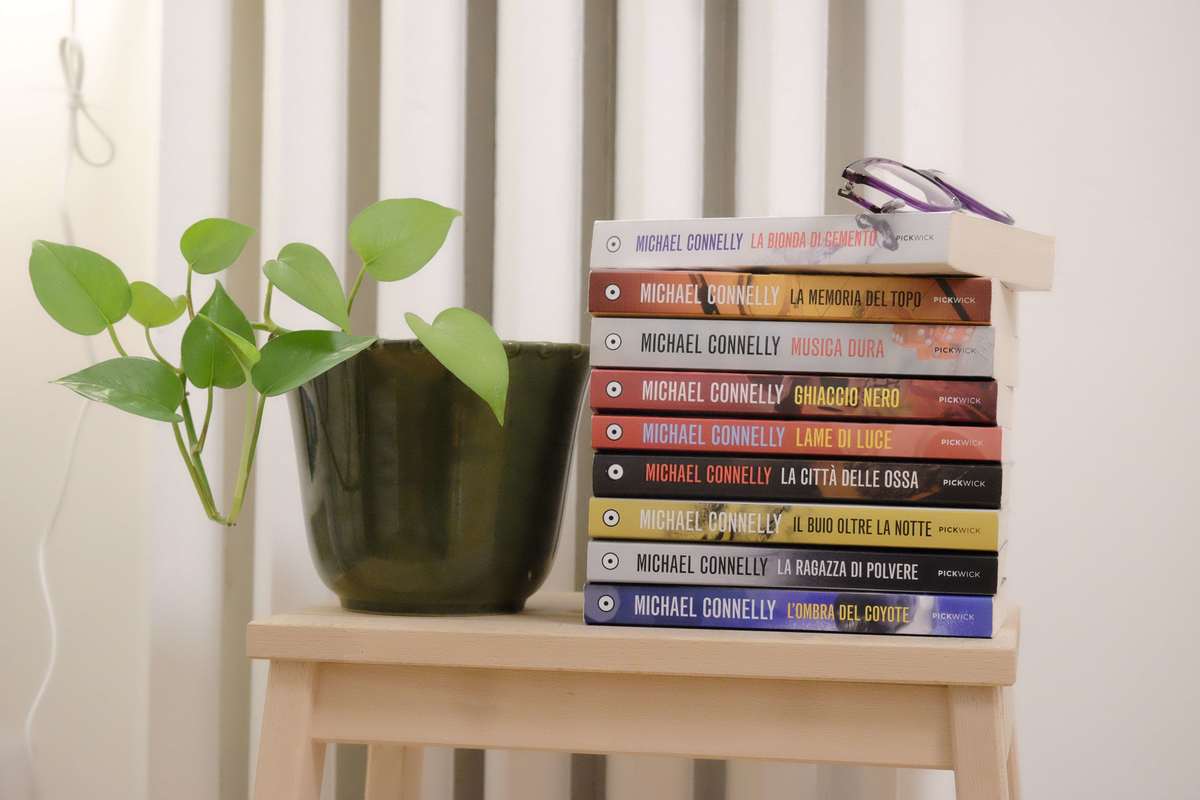 MICHAEL CONNELLY LA BIONDA DI CEMENTO PICKWICK
MICHAEL CONNELLY LA MEMORIA DEL TOPO PICKWICK
MICHAEL CONNELLY MUSICA DURA PICKWICK
MICHAEL CONNELLY GHIACCIO NERO PICKWICK
MICHAEL CONNELLY LAME DI LUCE PICKWICK
MICHAEL CONNELLY LA CITTÀ DELLE OSSA PICKWICK
MICHAEL CONNELLY IL BUIO OLTRE LA NOTTE PICKWICK
MICHAEL CONNELLY LA RAGAZZA DI POLVERE PICKWICK
MICHAEL CONNELLY L'OMBRA DEL COYOTE PICKWICK